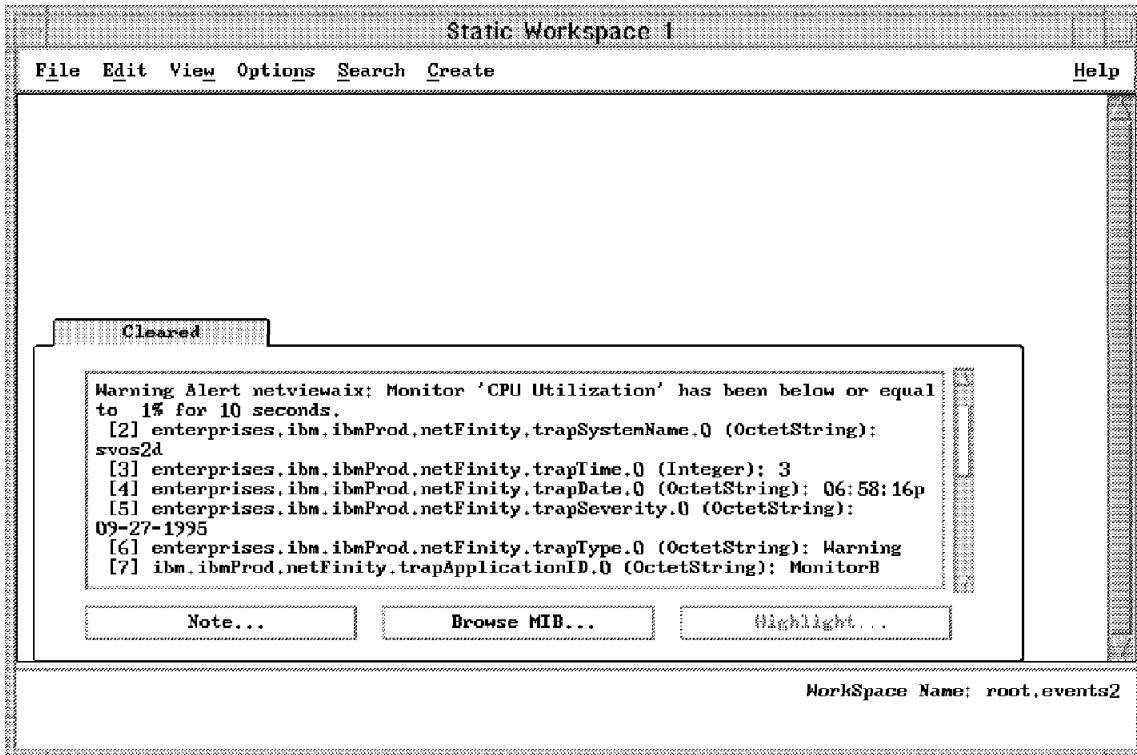 Static Workspace 1
File Edit View Options Search Create Help
Cleared
Warning Alert netviewaix: Monitor 'CPU Utilization' has been below or equal
to 1% for 10 seconds.
[2] enterprises.ibm.ibmProd.netFinity.trapSystemName.0 (OctetString):
svos2d
[3] enterprises.ibm.ibmProd.netFinity.trapTime.0 (Integer): 3
[4] enterprises.ibm.ibmProd.netFinity.trapDate.0 (OctetString): 06:58:16p
[5] enterprises.ibm.ibmProd.netFinity.trapSeverity.0 (OctetString):
09-27-1995
[6] enterprises.ibm.ibmProd.netFinity.trapType.0 (OctetString): Warning
[7] ibm.ibmProd.netFinity.trapApplicationID.0 (OctetString): MonitorB
Note... Browse MIB... Highlight...
WorkSpace Name: root.events2